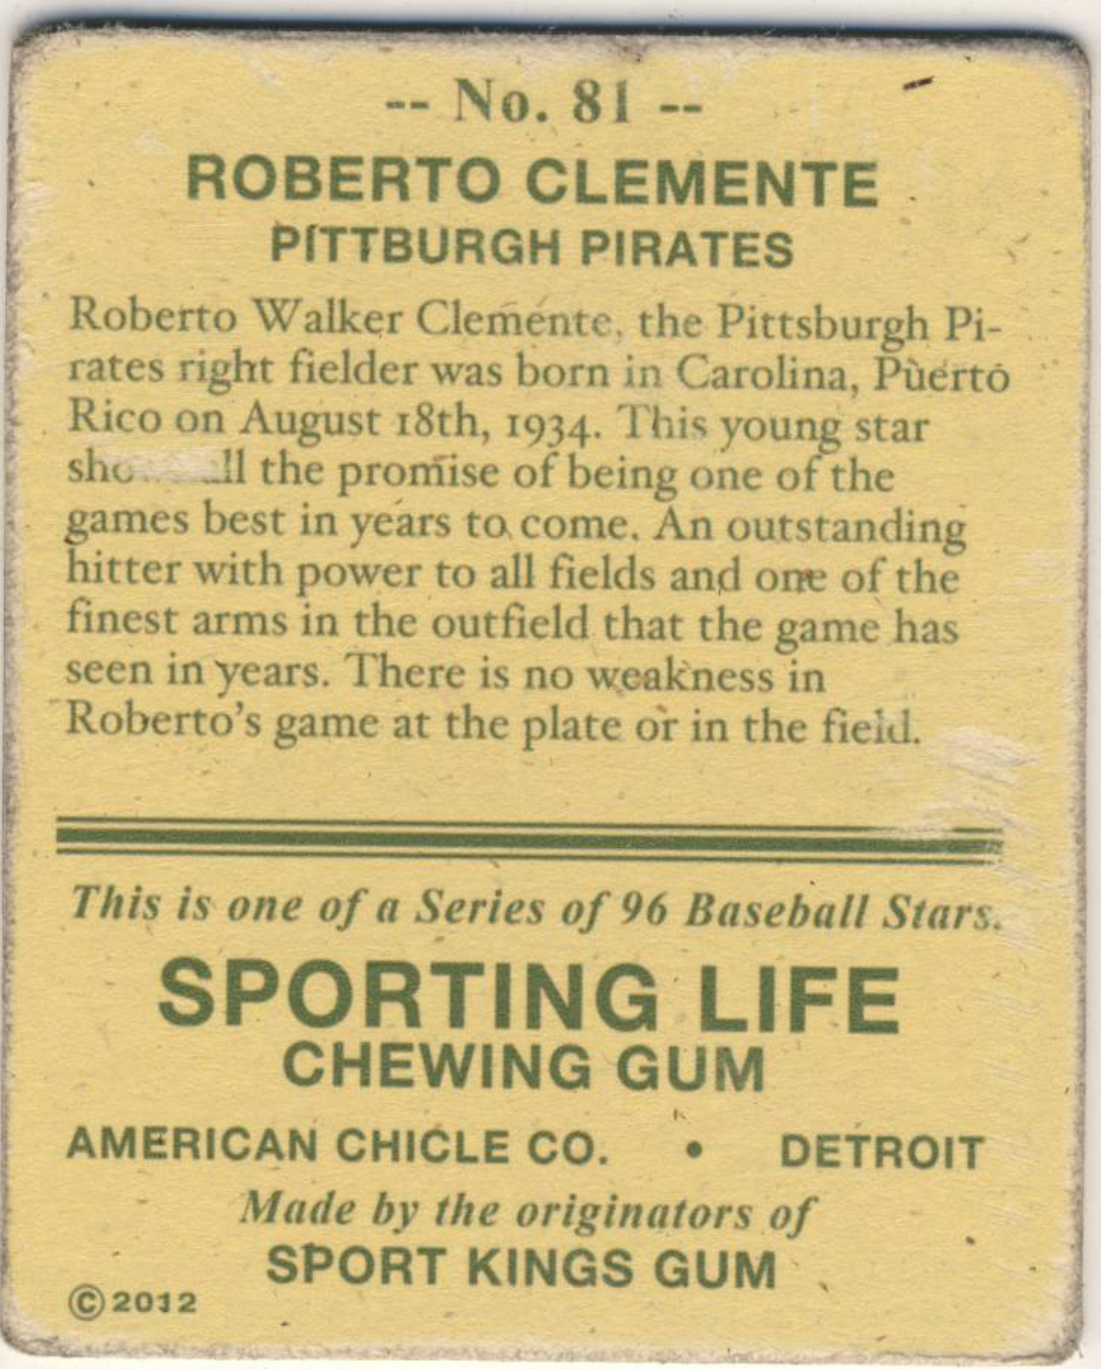 -- No. 81 --
ROBERTO CLEMENTE
PITTBURGH PIRATES
Roberto Walker Clemente, the Pittsburgh Pi-
rates right fielder was born in Carolina, Puerto
Rico on August 18th, 1934. This young star
the promise of being one of the
games best in years to come. An outstanding
hitter with power to all fields and one of the
finest arms in the outfield that the game has
seen in years. There is no weakness in
Roberto's game at the plate or in the field.
This is one of a Series of 96 Baseball Stars.
SPORTING LIFE
CHEWING GUM
AMERICAN CHICLE CO. • DETROIT
Made by the originators of
SPORT KINGS GUM
©2012